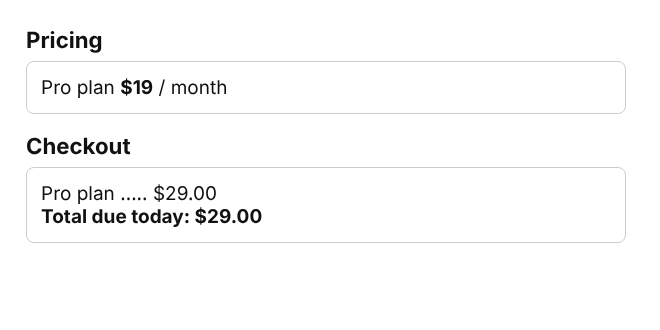 Pricing
Pro plan $19 / month
Checkout
Pro plan ..... $29.00
Total due today: $29.00